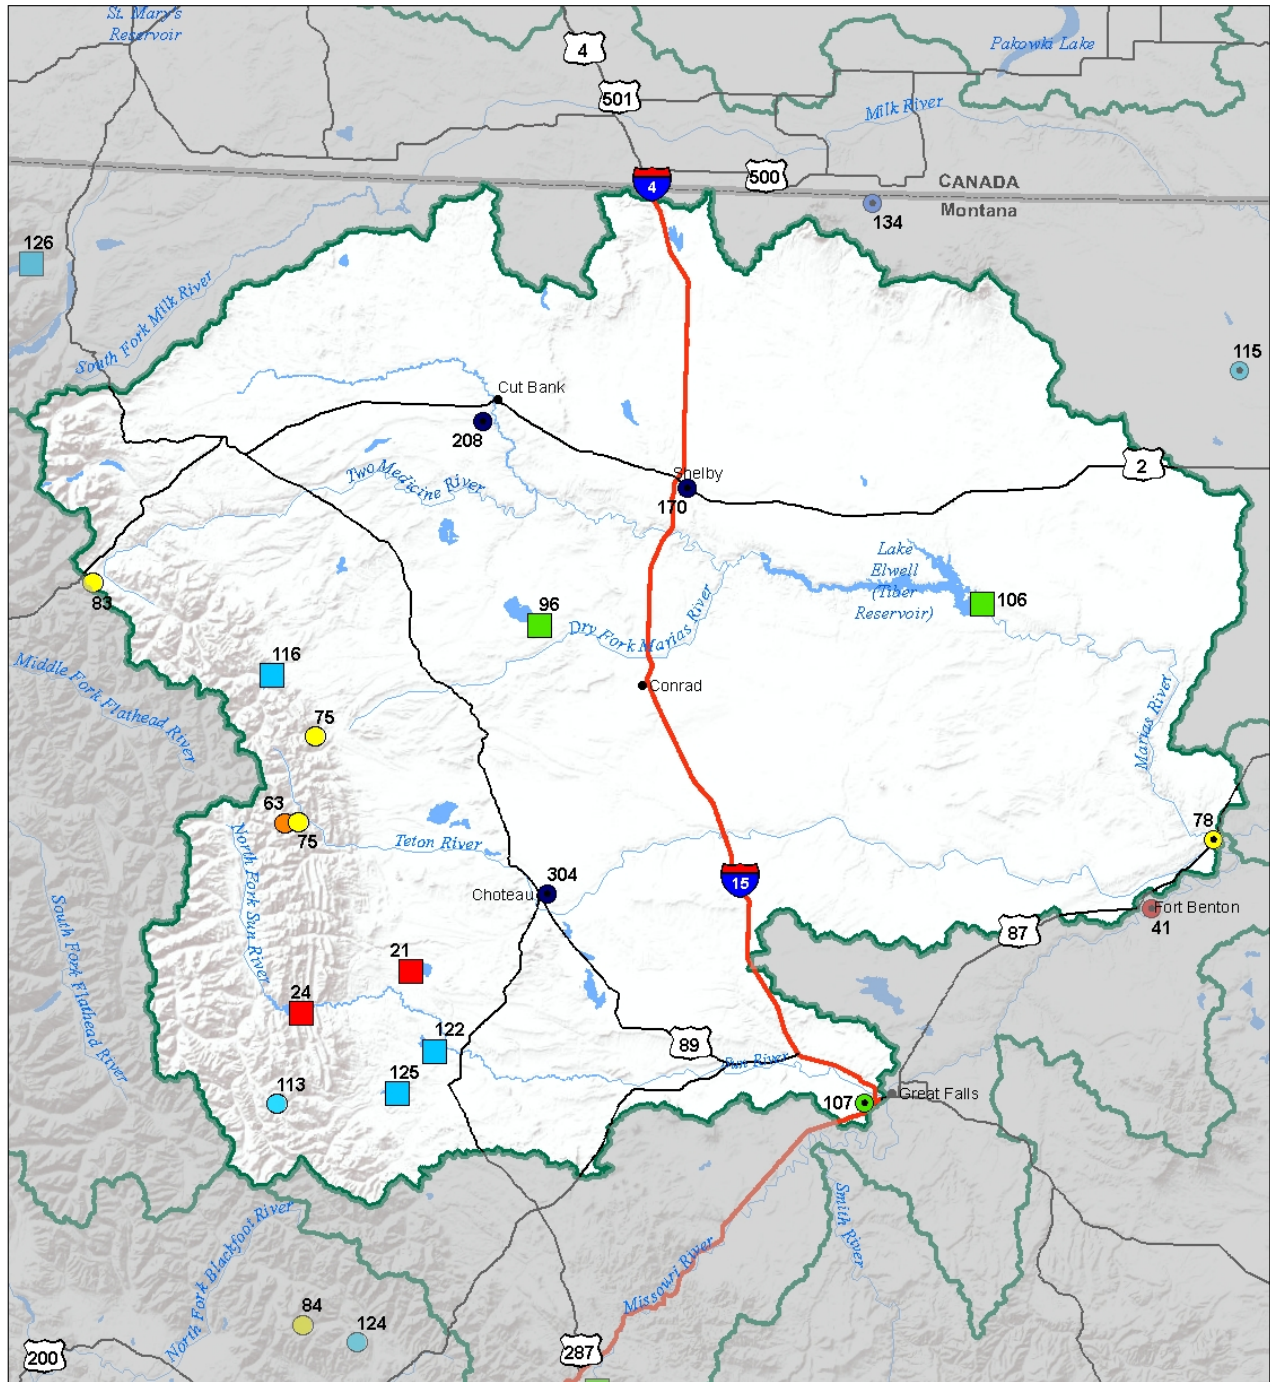 St. Mary's
Reservoir
4
Pakowki Lake
501
Milk River
4
500
CANADA
Montana
134
126
South Fork Milk River
115
Cut Bank
208
Two Medicine River
Shelby
170
2
Lake
Elwell
(Tiber
Reservoir)
83
96
106
Dry Fork Marias River
116
Conrad
Middle Fork Flathead River
Marias River
75
63
75
78
North Fork Sun River
Teton River
304
15
Choteau
South Fork Flathead River
Fort Benton
41
87
21
24
122
89
Sun River
125
113
107
Great Falls
Smith River
North Fork Blackfoot River
Missouri River
84
124
200
287